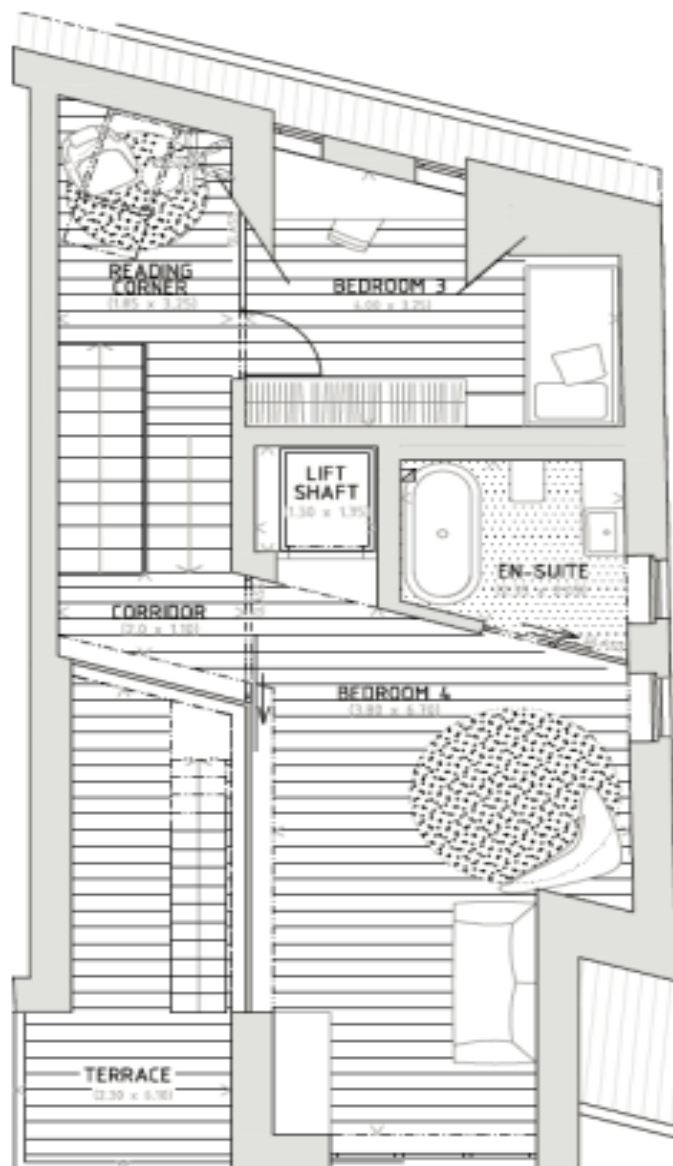 READING
CORNER
(1.85 x 3.25)
BEDROOM 3
4.00 x 3.25)
LIFT
SHAFT
1.30 x 1.95
EN-SUITE
CORRIDOR
(2.0 x 1.10)
BEDROOM 4
(3.80 x 6.70)
TERRACE
(2.30 x 6.10)